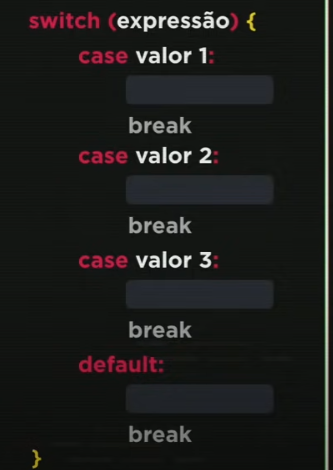 switch (expressão) {
case valor 1:
break
case valor 2:
break
case valor 3:
break
default:
break
}